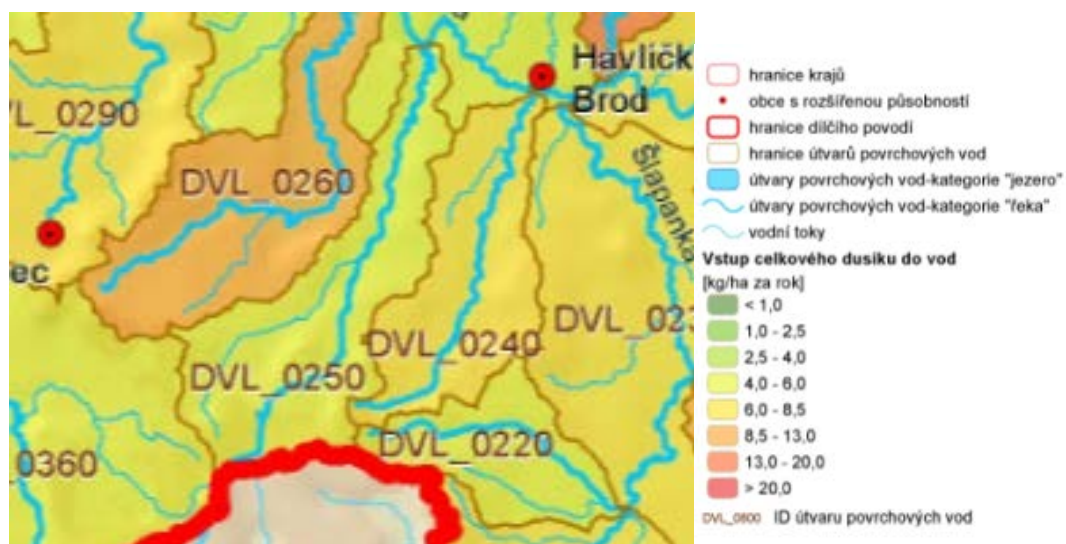 Havlíčk
Brod
VL_0290
DVL_0260
Šlapanka
ec
DVL_023
DVL_0240
DVL_0250
DVL_0220
0360
hranice krajů
obce s rozšířenou působností
hranice dílčího povodí
hranice útvarů povrchových vod
útvary povrchových vod-kategorie "jezero"
útvary povrchových vod-kategorie "řeka"
vodní toky
Vstup celkového dusíku do vod
[kg/ha za rok]
< 1,0
1,0 - 2,5
2,5 - 4,0
4,0 - 6,0
6,0 - 8,5
8,5 - 13,0
13,0 - 20,0
> 20,0
DVL_0800 ID útvaru povrchových vod